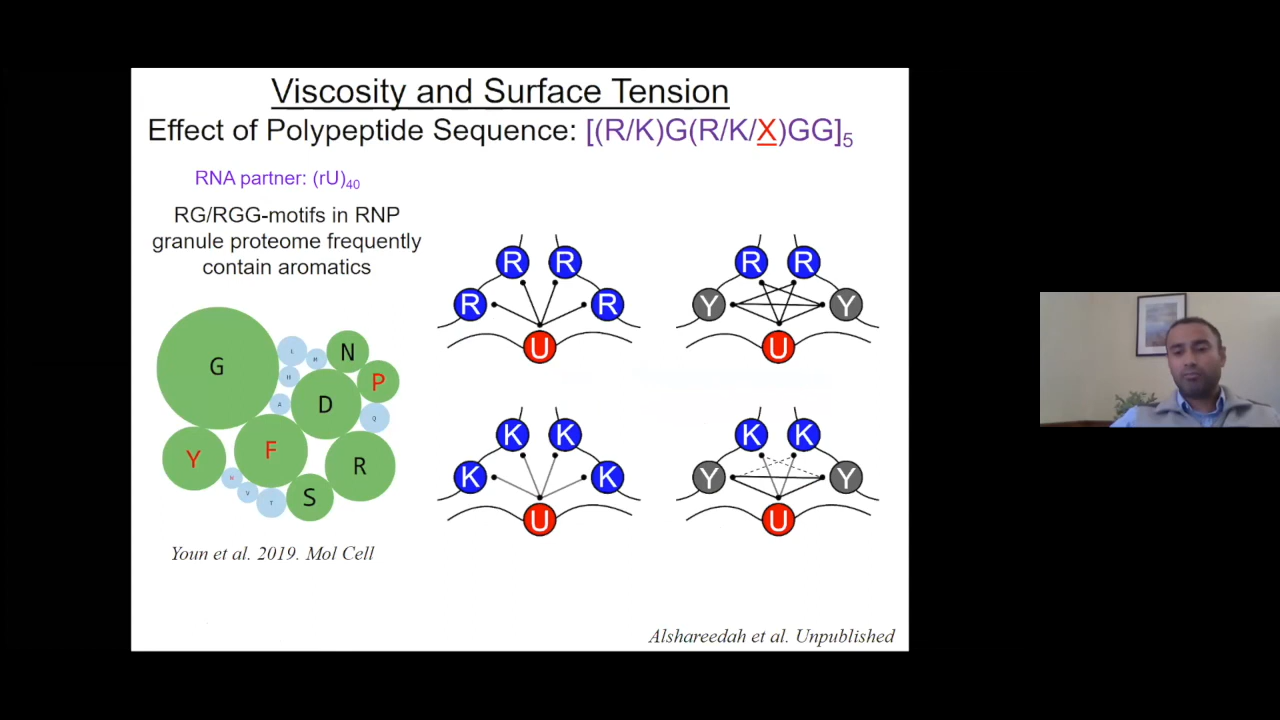 Viscosity and Surface Tension
Effect of Polypeptide Sequence: [(R/K)G(R/K/X)GG]5
RNA partner: (rU)40
RG/RGG-motifs in RNP
granule proteome frequently
contain aromatics
G
N
P
D
Q
Y
F
R
S
T
Youn et al. 2019. Mol Cell
R R
R R
U
R R
Y Y
U
K K
K K
U
K K
Y Y
U
Alshareedah et al. Unpublished